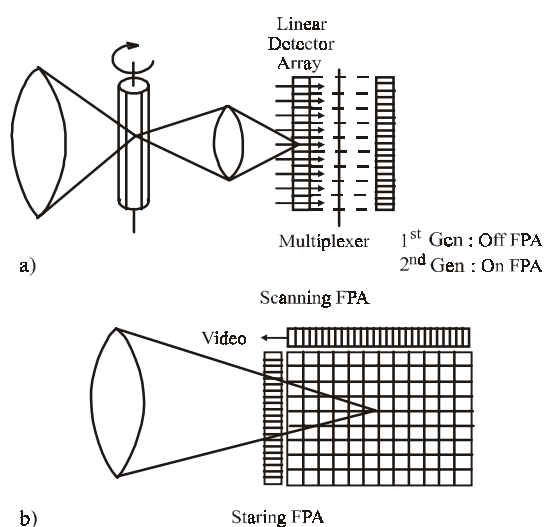 Linear
Detector
Array
Multiplexer
1st Gen : Off FPA
2nd Gen : On FPA
a)
Scanning FPA
Video
b)
Staring FPA